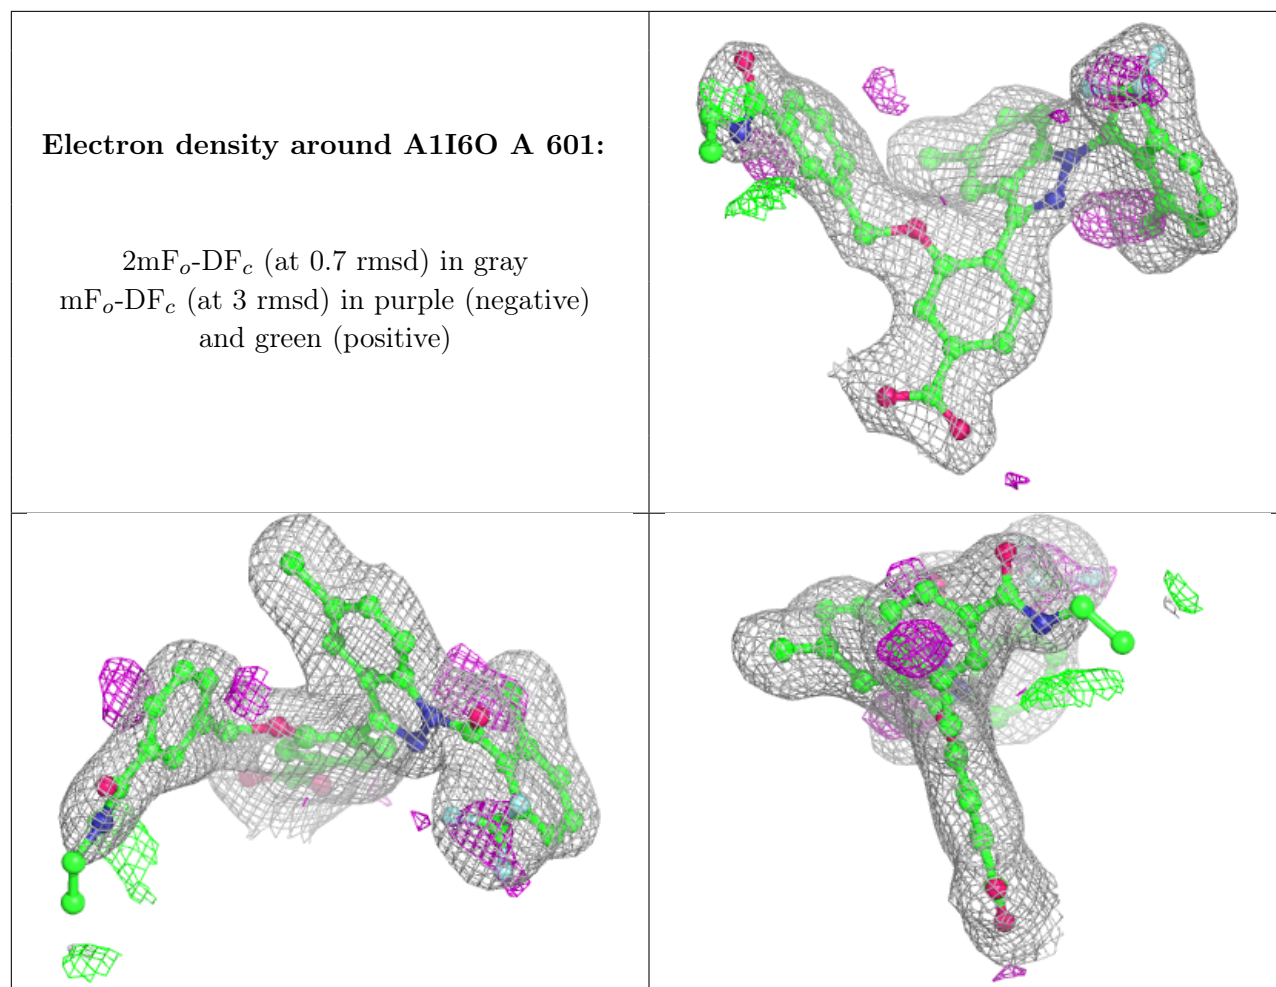 Electron density around A1I6O A 601:
2mFo-DFc (at 0.7 rmsd) in gray
mFo-DFc (at 3 rmsd) in purple (negative)
and green (positive)